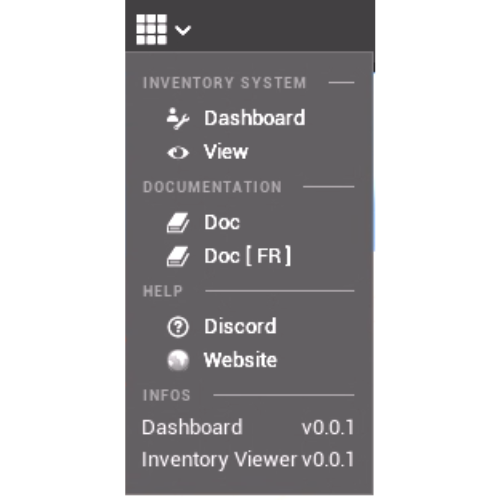 INVENTORY SYSTEM
Dashboard
View
DOCUMENTATION
Doc
Doc [ FR ]
HELP
Discord
Website
INFOS
Dashboard v0.0.1
Inventory Viewer v0.0.1